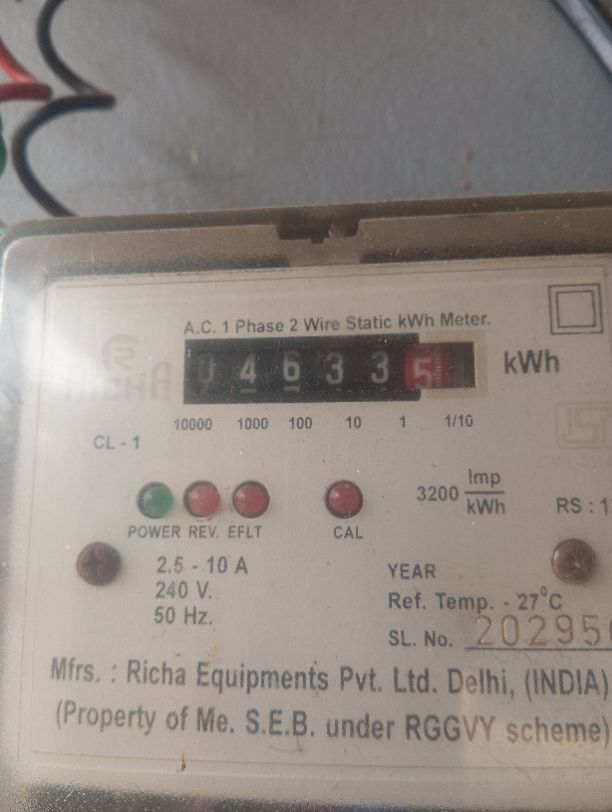 A.C. 1 Phase 2 Wire Static kWh Meter.
0 4 6 3 3 5 kWh
10000 1000 100 10 1 1/10
R
RICHA
CL - 1
3200 Imp/kWh
RS : 1
POWER REV. EFLT CAL
2.5 - 10 A
240 V.
50 Hz.
YEAR
Ref. Temp. - 27°C
SL. No. 20295
Mfrs. : Richa Equipments Pvt. Ltd. Delhi, (INDIA)
(Property of Me. S.E.B. under RGGVY scheme)